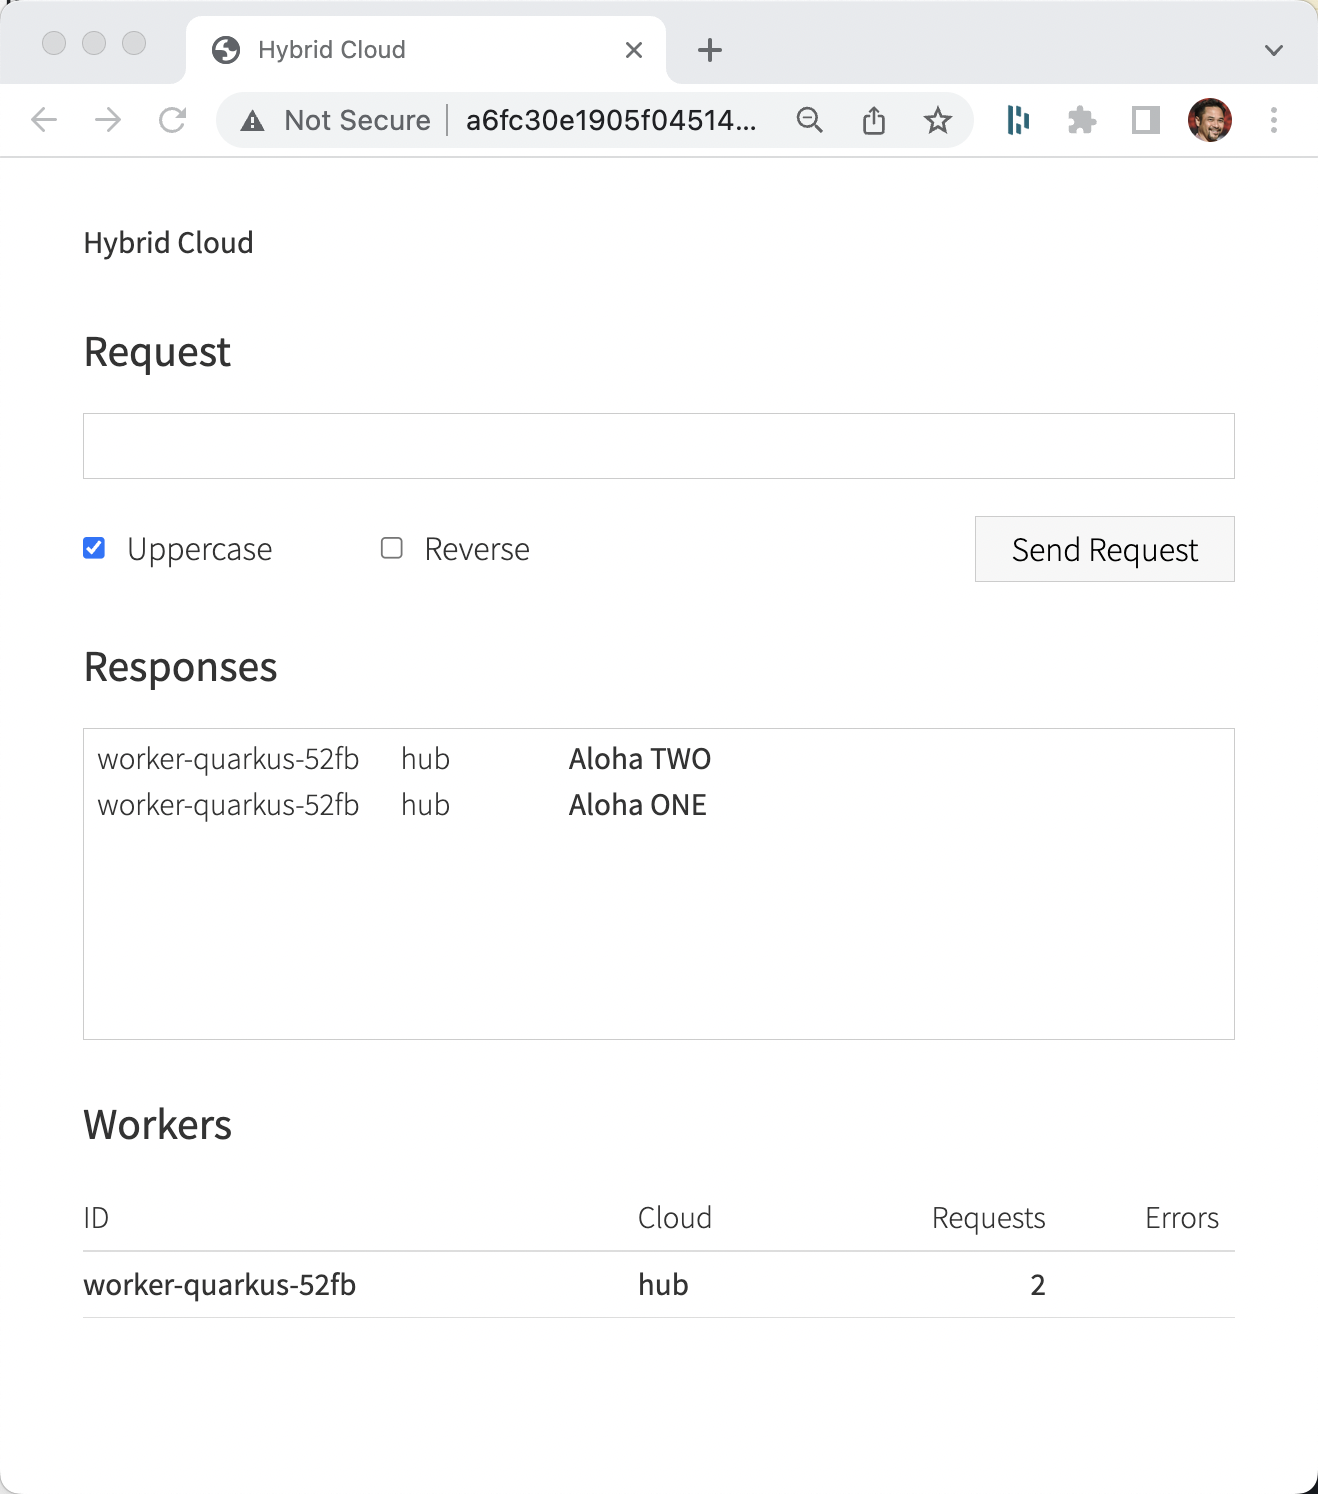 Hybrid Cloud
Not Secure a6fc30e1905f04514...
Hybrid Cloud
Request
Uppercase Reverse Send Request
Responses
worker-quarkus-52fb hub Aloha TWO
worker-quarkus-52fb hub Aloha ONE
Workers
ID Cloud Requests Errors
worker-quarkus-52fb hub 2